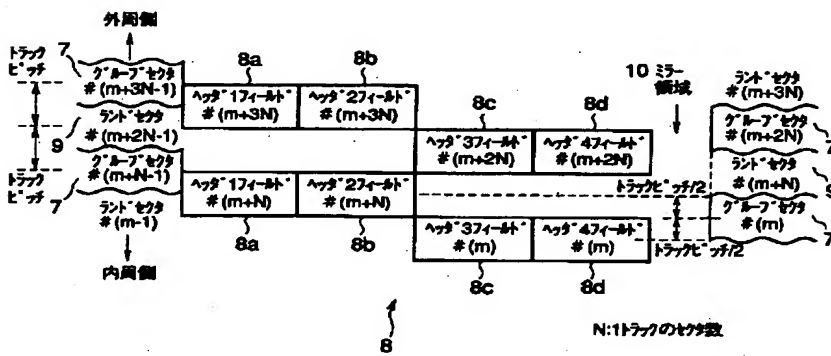 外周側
トラック
ピッチ
7
グルーブセクタ
#(m+3N-1)
ランドセクタ
#(m+2N-1)
9
グルーブセクタ
#(m+N-1)
トラック
ピッチ
7
ランドセクタ
#(m-1)
内周側
8a
8b
ヘッダ1フィールド
#(m+3N)
ヘッダ2フィールド
#(m+3N)
8c
8d
ヘッダ3フィールド
#(m+2N)
ヘッダ4フィールド
#(m+2N)
ヘッダ1フィールド
#(m+N)
ヘッダ2フィールド
#(m+N)
8a
8b
ヘッダ3フィールド
#(m)
ヘッダ4フィールド
#(m)
8c
8d
10 ミラー
領域
ランドセクタ
#(m+3N)
グルーブセクタ
#(m+2N)
7
ランドセクタ
#(m+N)
9
グルーブセクタ
#(m)
7
トラックピッチ/2
トラックピッチ/2
8
N:1トラックのセクタ数